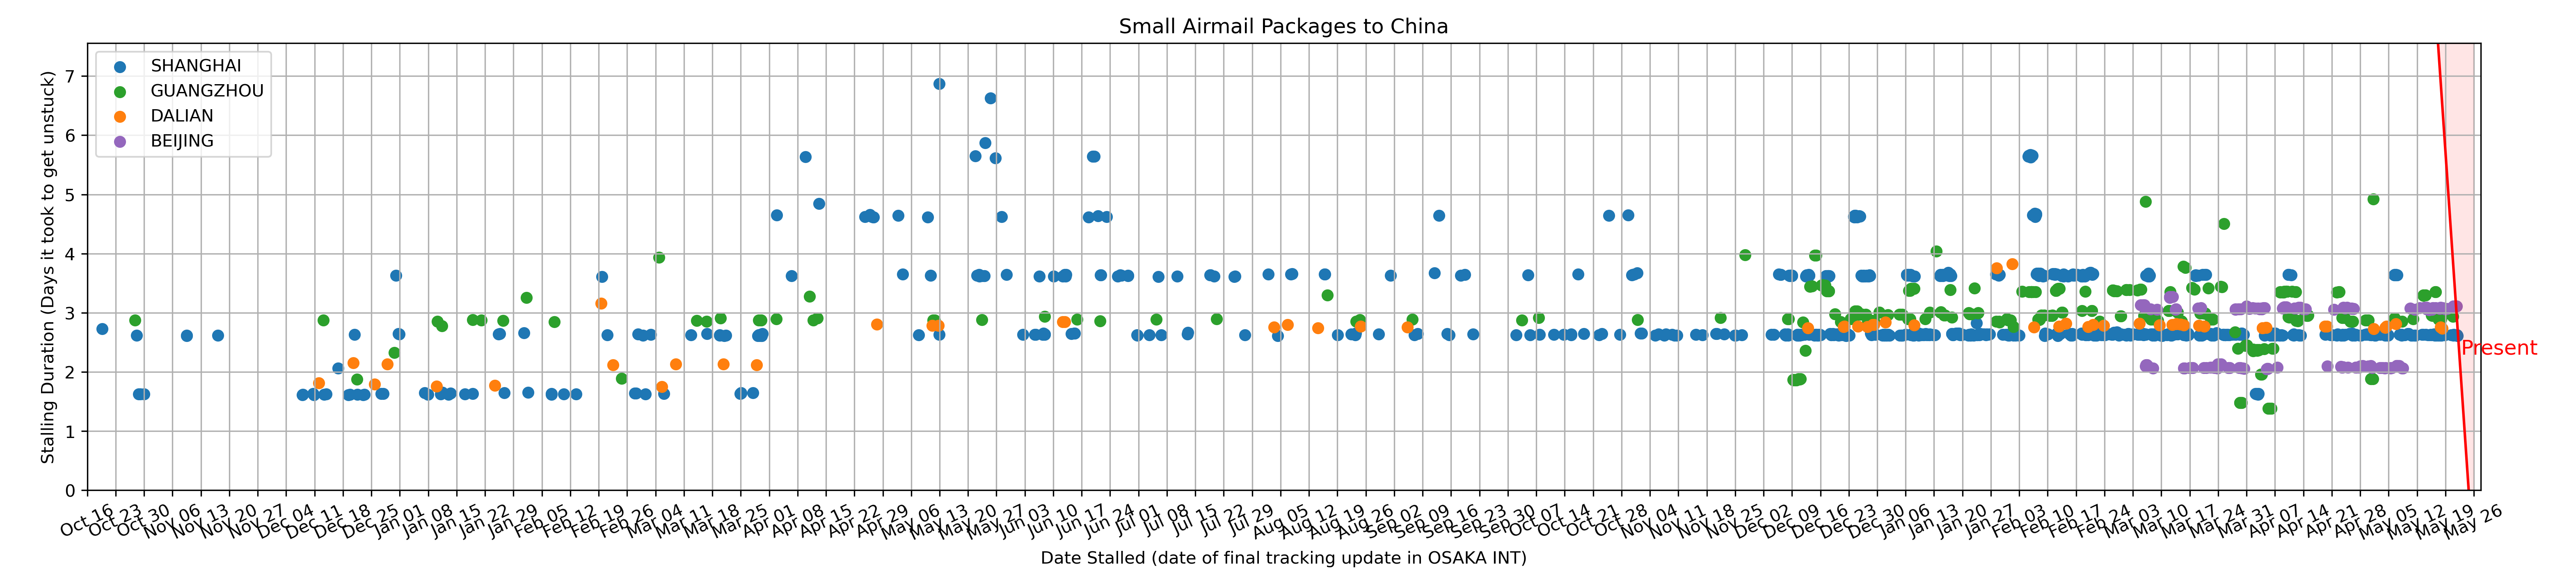 Small Airmail Packages to China
SHANGHAI
GUANGZHOU
DALIAN
BEIJING
Stalling Duration (Days it took to get unstuck)
7
6
5
4
3
2
1
0
Present
Oct 16
Oct 23
Oct 30
Nov 06
Nov 13
Nov 20
Nov 27
Dec 04
Dec 11
Dec 18
Dec 25
Jan 01
Jan 08
Jan 15
Jan 22
Jan 29
Feb 05
Feb 12
Feb 19
Feb 26
Mar 04
Mar 11
Mar 18
Mar 25
Apr 01
Apr 08
Apr 15
Apr 22
Apr 29
May 06
May 13
May 20
May 27
Jun 03
Jun 10
Jun 17
Jun 24
Jul 01
Jul 08
Jul 15
Jul 22
Jul 29
Aug 05
Aug 12
Aug 19
Aug 26
Sep 02
Sep 09
Sep 16
Sep 23
Sep 30
Oct 07
Oct 14
Oct 21
Oct 28
Nov 04
Nov 11
Nov 18
Nov 25
Dec 02
Dec 09
Dec 16
Dec 23
Dec 30
Jan 06
Jan 13
Jan 20
Jan 27
Feb 03
Feb 10
Feb 17
Feb 24
Mar 03
Mar 10
Mar 17
Mar 24
Mar 31
Apr 07
Apr 14
Apr 21
Apr 28
May 05
May 12
May 19
May 26
Date Stalled (date of final tracking update in OSAKA INT)